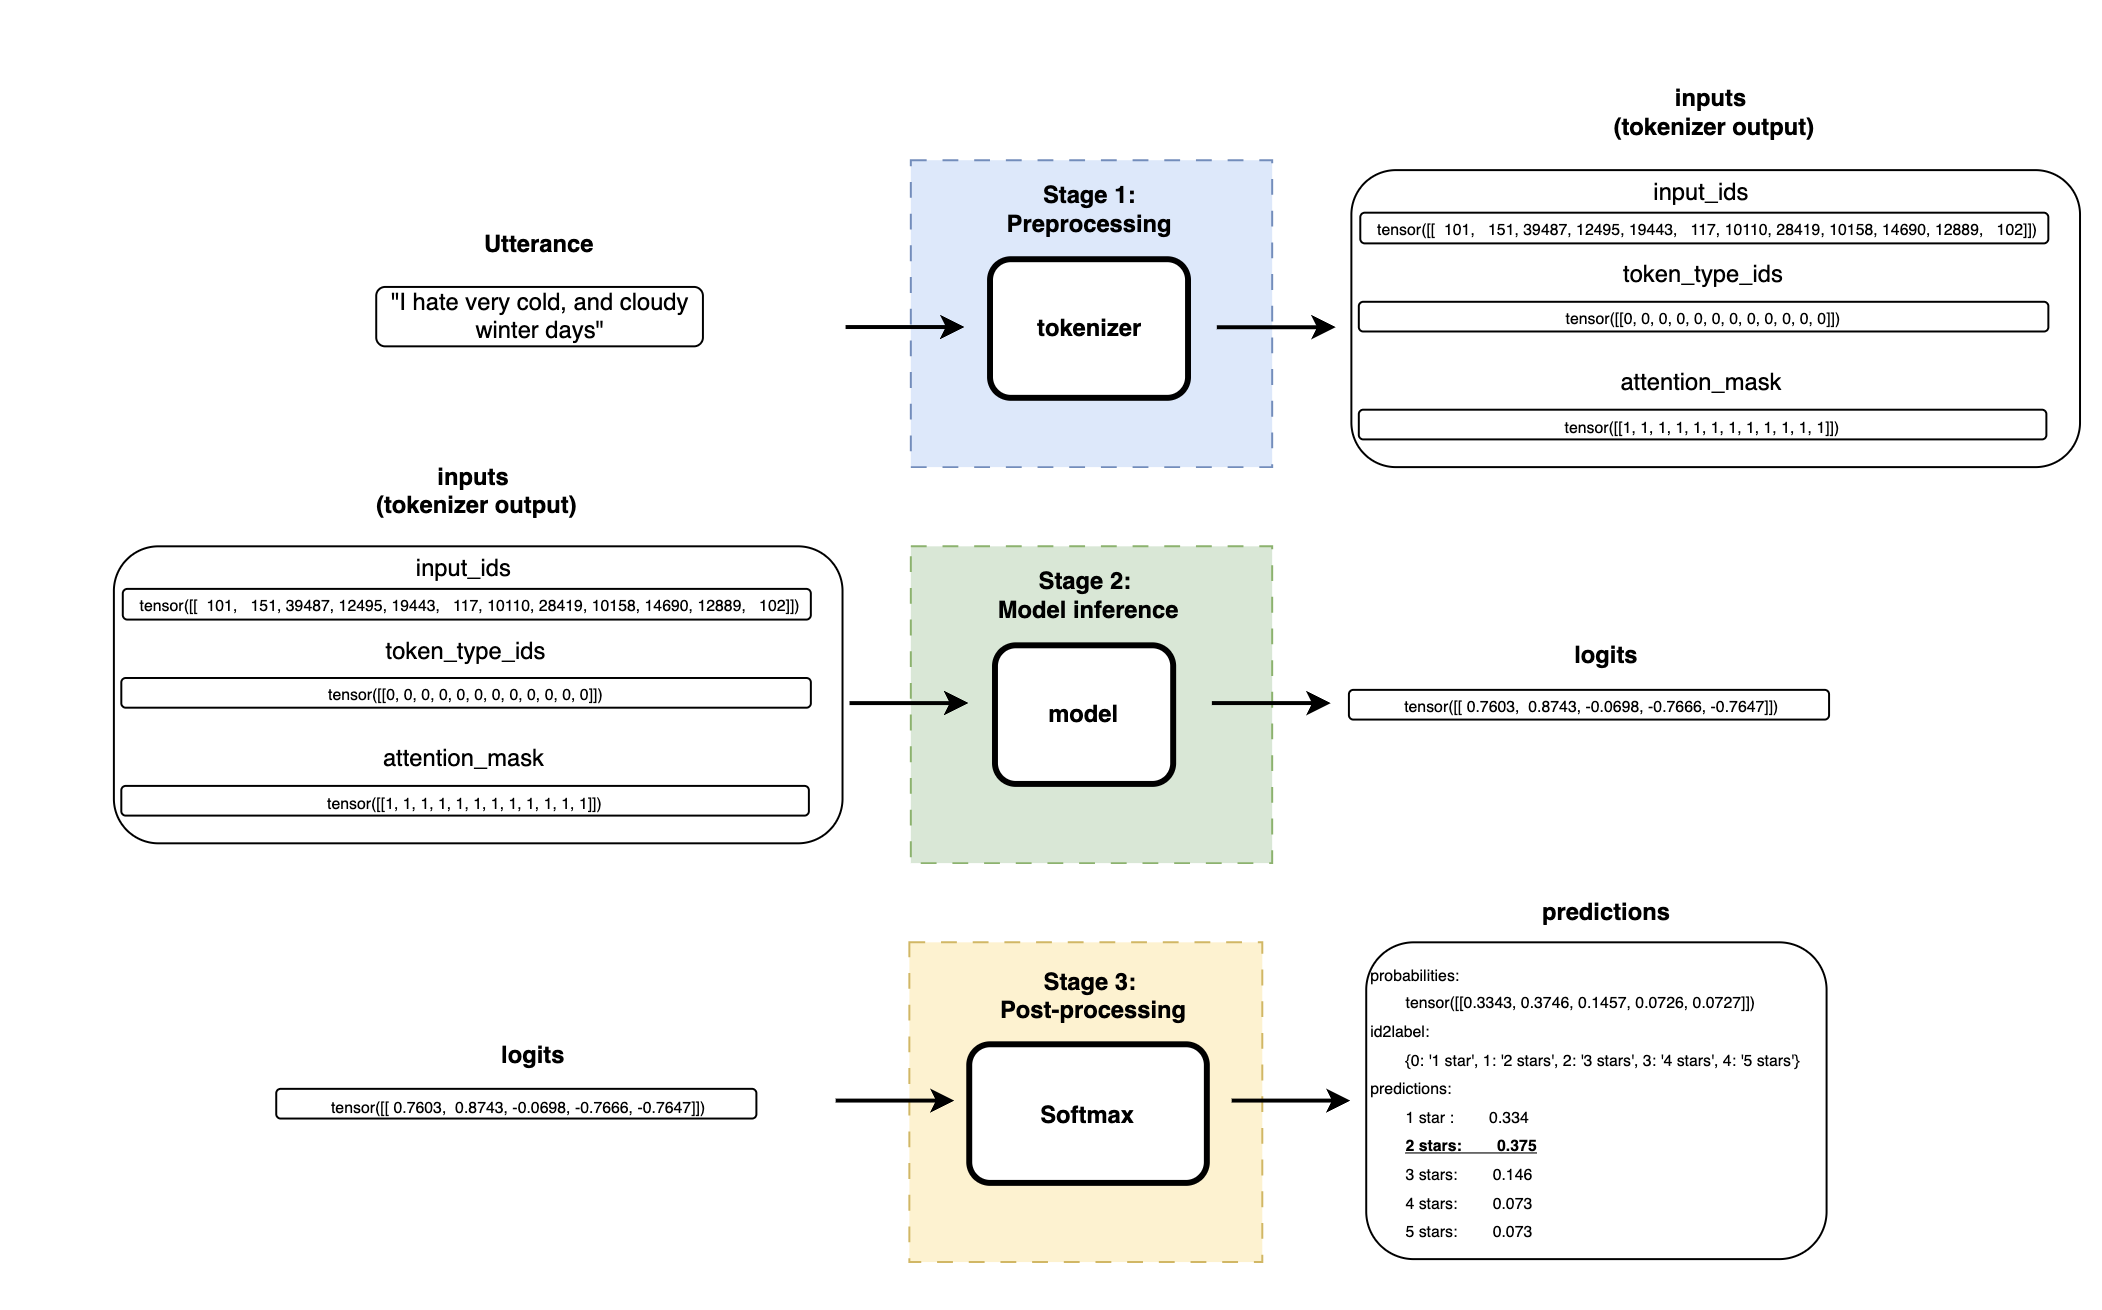 inputs
(tokenizer output)
Stage 1:
Preprocessing
Utterance
"I hate very cold, and cloudy
winter days"
tokenizer
input_ids
tensor([[  101,   151, 39487, 12495, 19443,   117, 10110, 28419, 10158, 14690, 12889,   102]])
token_type_ids
tensor([[0, 0, 0, 0, 0, 0, 0, 0, 0, 0, 0, 0]])
attention_mask
tensor([[1, 1, 1, 1, 1, 1, 1, 1, 1, 1, 1, 1]])
inputs
(tokenizer output)
input_ids
tensor([[  101,   151, 39487, 12495, 19443,   117, 10110, 28419, 10158, 14690, 12889,   102]])
token_type_ids
tensor([[0, 0, 0, 0, 0, 0, 0, 0, 0, 0, 0, 0]])
attention_mask
tensor([[1, 1, 1, 1, 1, 1, 1, 1, 1, 1, 1, 1]])
Stage 2:
Model inference
model
logits
tensor([[ 0.7603,  0.8743, -0.0698, -0.7666, -0.7647]])
logits
tensor([[ 0.7603,  0.8743, -0.0698, -0.7666, -0.7647]])
Stage 3:
Post-processing
Softmax
predictions
probabilities:
tensor([[0.3343, 0.3746, 0.1457, 0.0726, 0.0727]])
id2label:
{0: '1 star', 1: '2 stars', 2: '3 stars', 3: '4 stars', 4: '5 stars'}
predictions:
1 star : 0.334
2 stars: 0.375
3 stars: 0.146
4 stars: 0.073
5 stars: 0.073